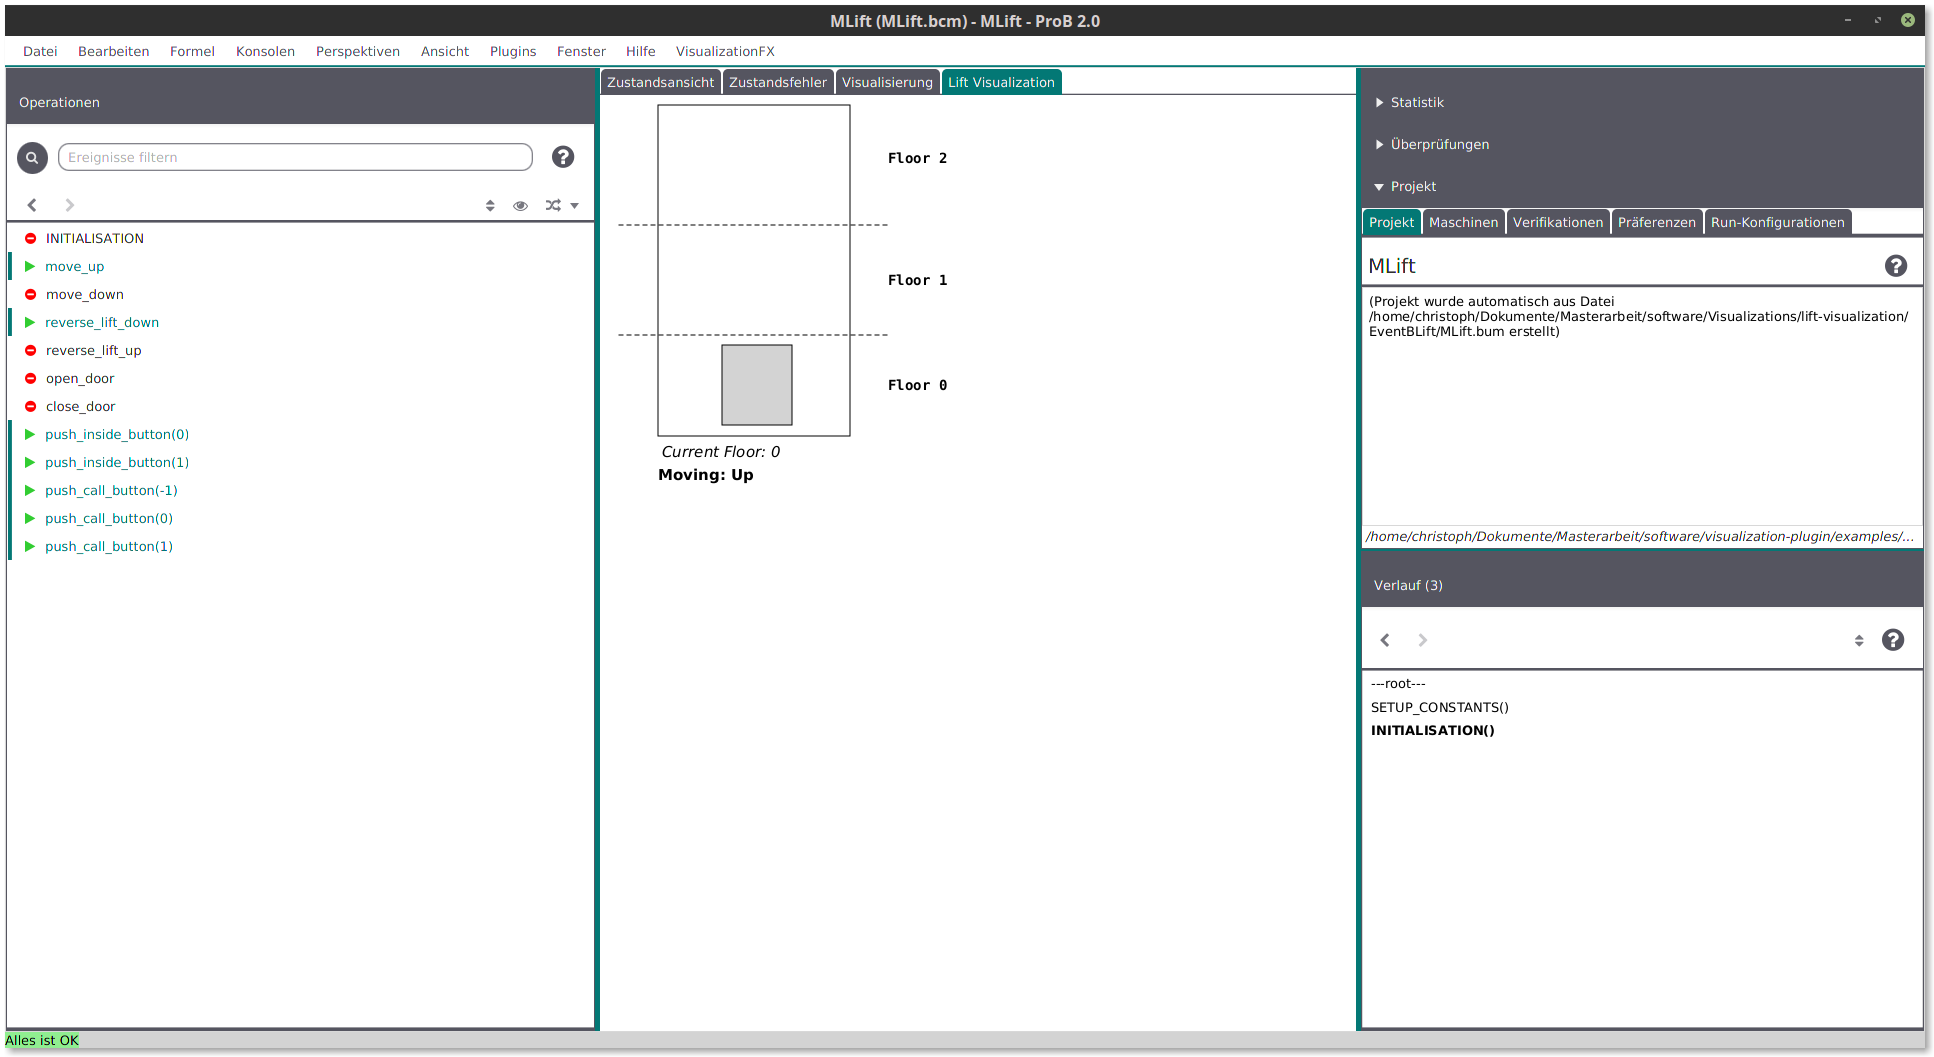 MLift (MLift.bcm) - MLift - ProB 2.0
Datei Bearbeiten Formel Konsolen Perspektiven Ansicht Plugins Fenster Hilfe VisualizationFX
Operationen
Ereignisse filtern
INITIALISATION
move_up
move_down
reverse_lift_down
reverse_lift_up
open_door
close_door
push_inside_button(0)
push_inside_button(1)
push_call_button(-1)
push_call_button(0)
push_call_button(1)
Zustandsansicht Zustandsfehler Visualisierung Lift Visualization
Floor 2
Floor 1
Floor 0
Current Floor: 0
Moving: Up
Statistik
Überprüfungen
Projekt
Projekt Maschinen Verifikationen Präferenzen Run-Konfigurationen
MLift
(Projekt wurde automatisch aus Datei
/home/christoph/Dokumente/Masterarbeit/software/Visualizations/lift-visualization/
EventBLift/MLift.bum erstellt)
/home/christoph/Dokumente/Masterarbeit/software/visualization-plugin/examples/...
Verlauf (3)
---root---
SETUP_CONSTANTS()
INITIALISATION()
Alles ist OK